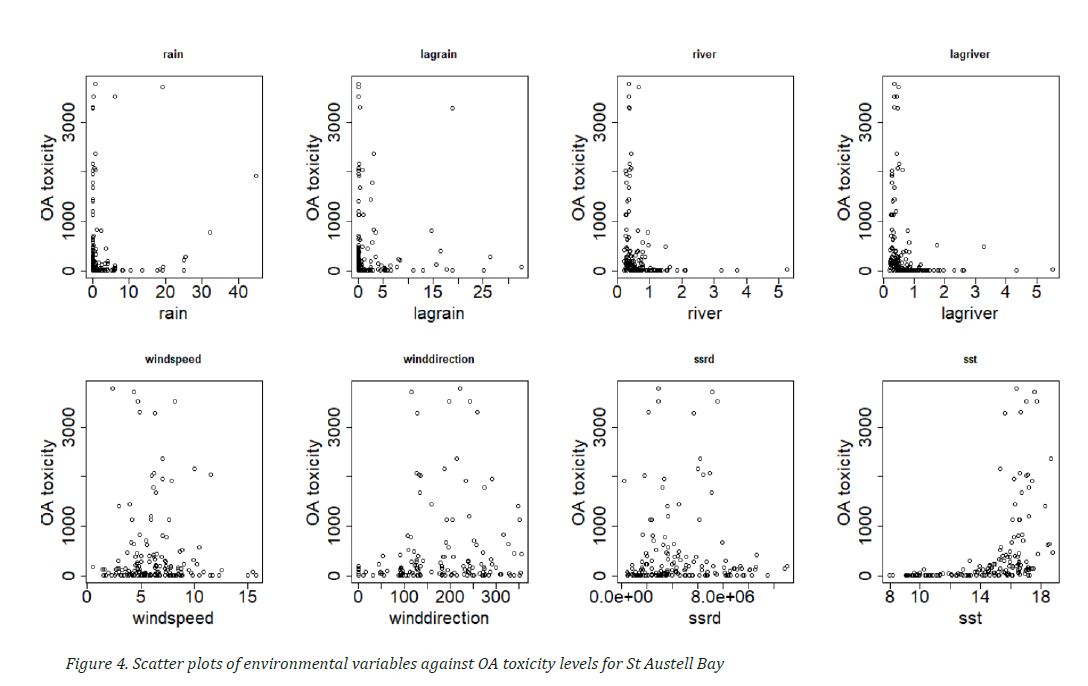 rain lagrain river lagriver
OA toxicity OA toxicity OA toxicity OA toxicity
3000 3000 3000 3000
1000 1000 1000 1000
0 0 0 0
0 10 20 30 40 0 5 15 25 0 1 2 3 4 5 0 1 2 3 4 5
rain lagrain river lagriver
windspeed winddirection ssrd sst
OA toxicity OA toxicity OA toxicity OA toxicity
3000 3000 3000 3000
1000 1000 1000 1000
0 0 0 0
0 5 10 15 0 100 200 300 0.0e+00 8.0e+06 8 10 14 18
windspeed winddirection ssrd sst
Figure 4. Scatter plots of environmental variables against OA toxicity levels for St Austell Bay